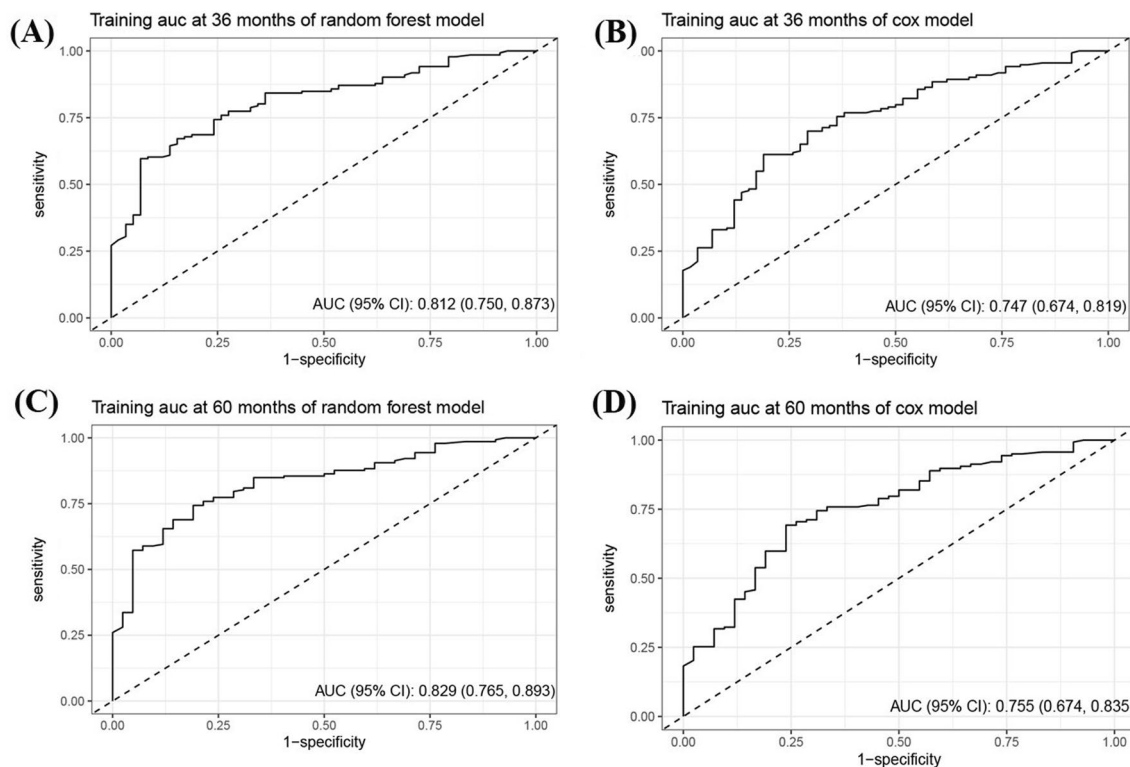 (A)
Training auc at 36 months of random forest model
1.00
0.75
0.50
0.25
0.00
sensitivity
AUC (95% CI): 0.812 (0.750, 0.873)
0.00 0.25 0.50 0.75 1.00
1−specificity
(B)
Training auc at 36 months of cox model
00
0.75
0.50
0.25
0.00
sensitivity
AUC (95% CI): 0.747 (0.674, 0.819)
0.00 0.25 0.50 0.75 1.00
1−specificity
(C)
Training auc at 60 months of random forest model
1.00
0.75
0.50
0.25
0.00
sensitivity
AUC (95% CI): 0.829 (0.765, 0.893)
0.00 0.25 0.50 0.75 1.00
1−specificity
(D)
Training auc at 60 months of cox model
1.00
0.75
0.50
0.25
0.00
sensitivity
AUC (95% CI): 0.755 (0.674, 0.835
0.00 0.25 0.50 0.75 1.00
1−specificity